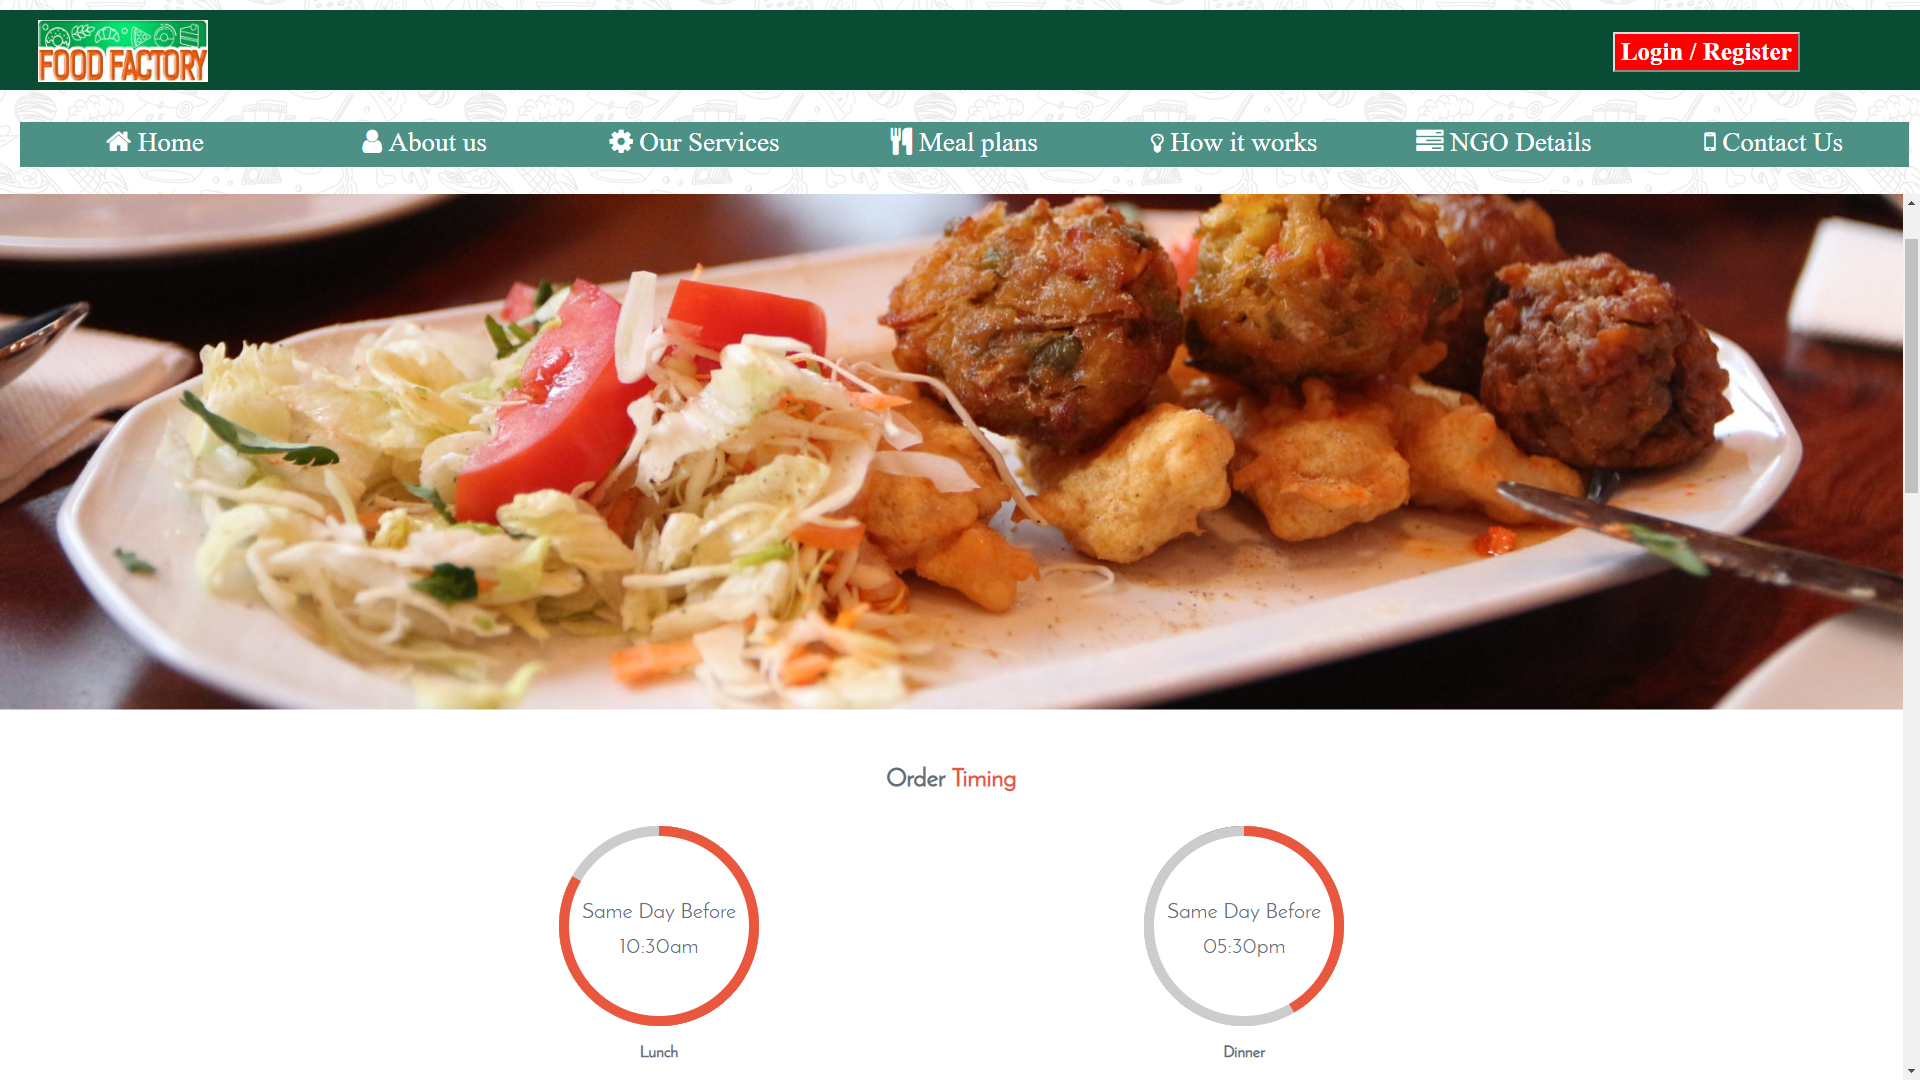 FOOD FACTORY
Login / Register
Home
About us
Our Services
Meal plans
How it works
NGO Details
Contact Us
Order Timing
Same Day Before
10:30am
Lunch
Same Day Before
05:30pm
Dinner